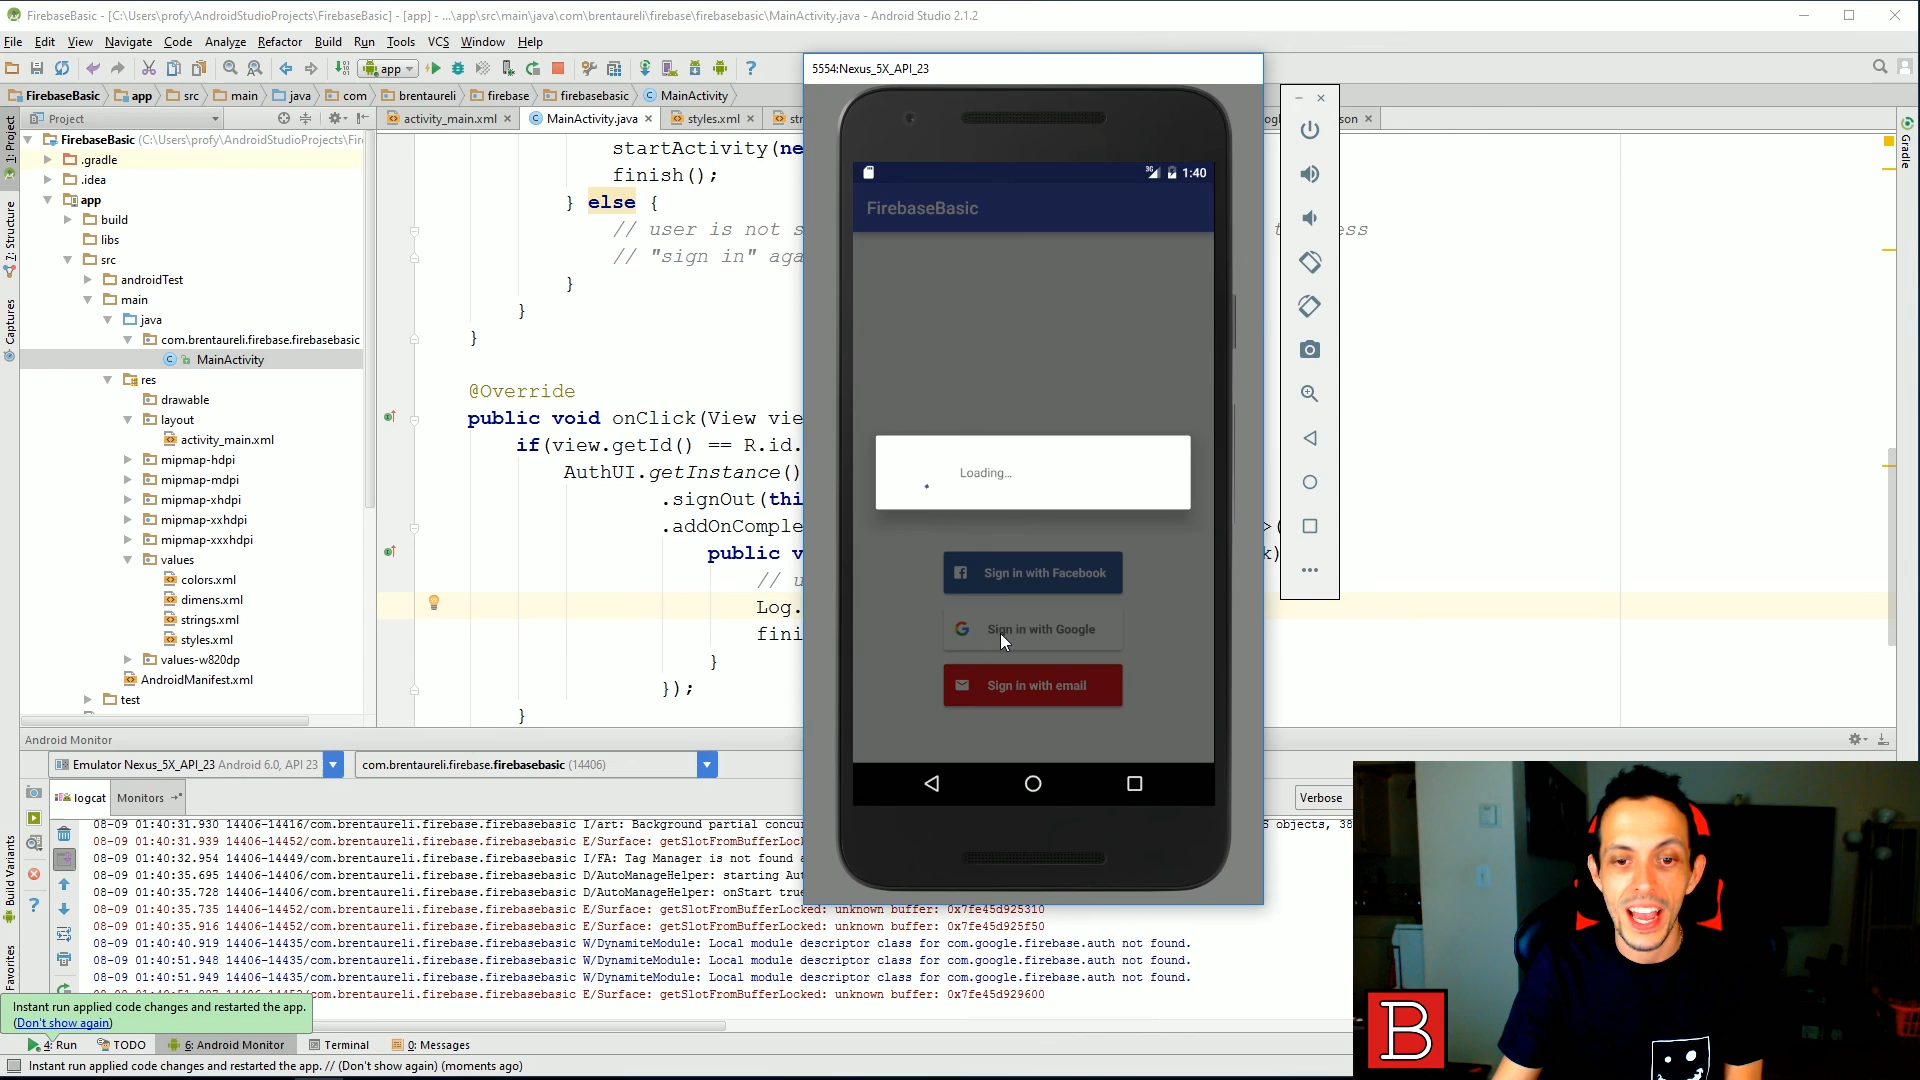 FirebaseBasic - [C:\Users\profy\AndroidStudioProjects\FirebaseBasic] - [app] - ...\app\src\main\java\com\brentaureli\firebase\firebasebasic\MainActivity.java - Android Studio 2.1.2
File Edit View Navigate Code Analyze Refactor Build Run Tools VCS Window Help
app
FirebaseBasic app src main java com brentaureli firebase firebasebasic MainActivity
Project
activity_main.xml
MainActivity.java
styles.xml
FirebaseBasic (C:\Users\profy\AndroidStudioProjects\Fir
.gradle
.idea
app
build
libs
src
androidTest
main
java
com.brentaureli.firebase.firebasebasic
MainActivity
res
drawable
layout
activity_main.xml
mipmap-hdpi
mipmap-mdpi
mipmap-xhdpi
mipmap-xxhdpi
mipmap-xxxhdpi
values
colors.xml
dimens.xml
strings.xml
styles.xml
values-w820dp
AndroidManifest.xml
test
1: Project
7: Structure
Captures
Build Variants
Favorites
Gradle
startActivity(ne
finish();
} else {
// user is not s
// "sign in" aga
}
}
}
@Override
public void onClick(View vie
if(view.getId() == R.id.
AuthUI.getInstance()
.signOut(thi
.addOnComple
public v
// u
Log.
fini
}
});
}
5554:Nexus_5X_API_23
3G 1:40
FirebaseBasic
Loading...
Sign in with Facebook
Sign in with Google
Sign in with email
Android Monitor
Emulator Nexus_5X_API_23 Android 6.0, API 23
com.brentaureli.firebase.firebasebasic (14406)
logcat Monitors
Verbose
08-09 01:40:31.930 14406-14416/com.brentaureli.firebase.firebasebasic I/art: Background partial concu
08-09 01:40:31.939 14406-14452/com.brentaureli.firebase.firebasebasic E/Surface: getSlotFromBufferLoc
08-09 01:40:32.954 14406-14449/com.brentaureli.firebase.firebasebasic I/FA: Tag Manager is not found a
08-09 01:40:35.695 14406-14406/com.brentaureli.firebase.firebasebasic D/AutoManageHelper: starting Aut
08-09 01:40:35.728 14406-14406/com.brentaureli.firebase.firebasebasic D/AutoManageHelper: onStart true
08-09 01:40:35.735 14406-14452/com.brentaureli.firebase.firebasebasic E/Surface: getSlotFromBufferLocked: unknown buffer: 0x7fe45d925310
08-09 01:40:35.916 14406-14452/com.brentaureli.firebase.firebasebasic E/Surface: getSlotFromBufferLocked: unknown buffer: 0x7fe45d925f50
08-09 01:40:40.919 14406-14435/com.brentaureli.firebase.firebasebasic W/DynamiteModule: Local module descriptor class for com.google.firebase.auth not found.
08-09 01:40:51.948 14406-14435/com.brentaureli.firebase.firebasebasic W/DynamiteModule: Local module descriptor class for com.google.firebase.auth not found.
08-09 01:40:51.949 14406-14435/com.brentaureli.firebase.firebasebasic W/DynamiteModule: Local module descriptor class for com.google.firebase.auth not found.
com.brentaureli.firebase.firebasebasic E/Surface: getSlotFromBufferLocked: unknown buffer: 0x7fe45d929600
Instant run applied code changes and restarted the app.
(Don't show again)
4: Run TODO 6: Android Monitor Terminal 0: Messages
Instant run applied code changes and restarted the app. // (Don't show again) (moments ago)
B